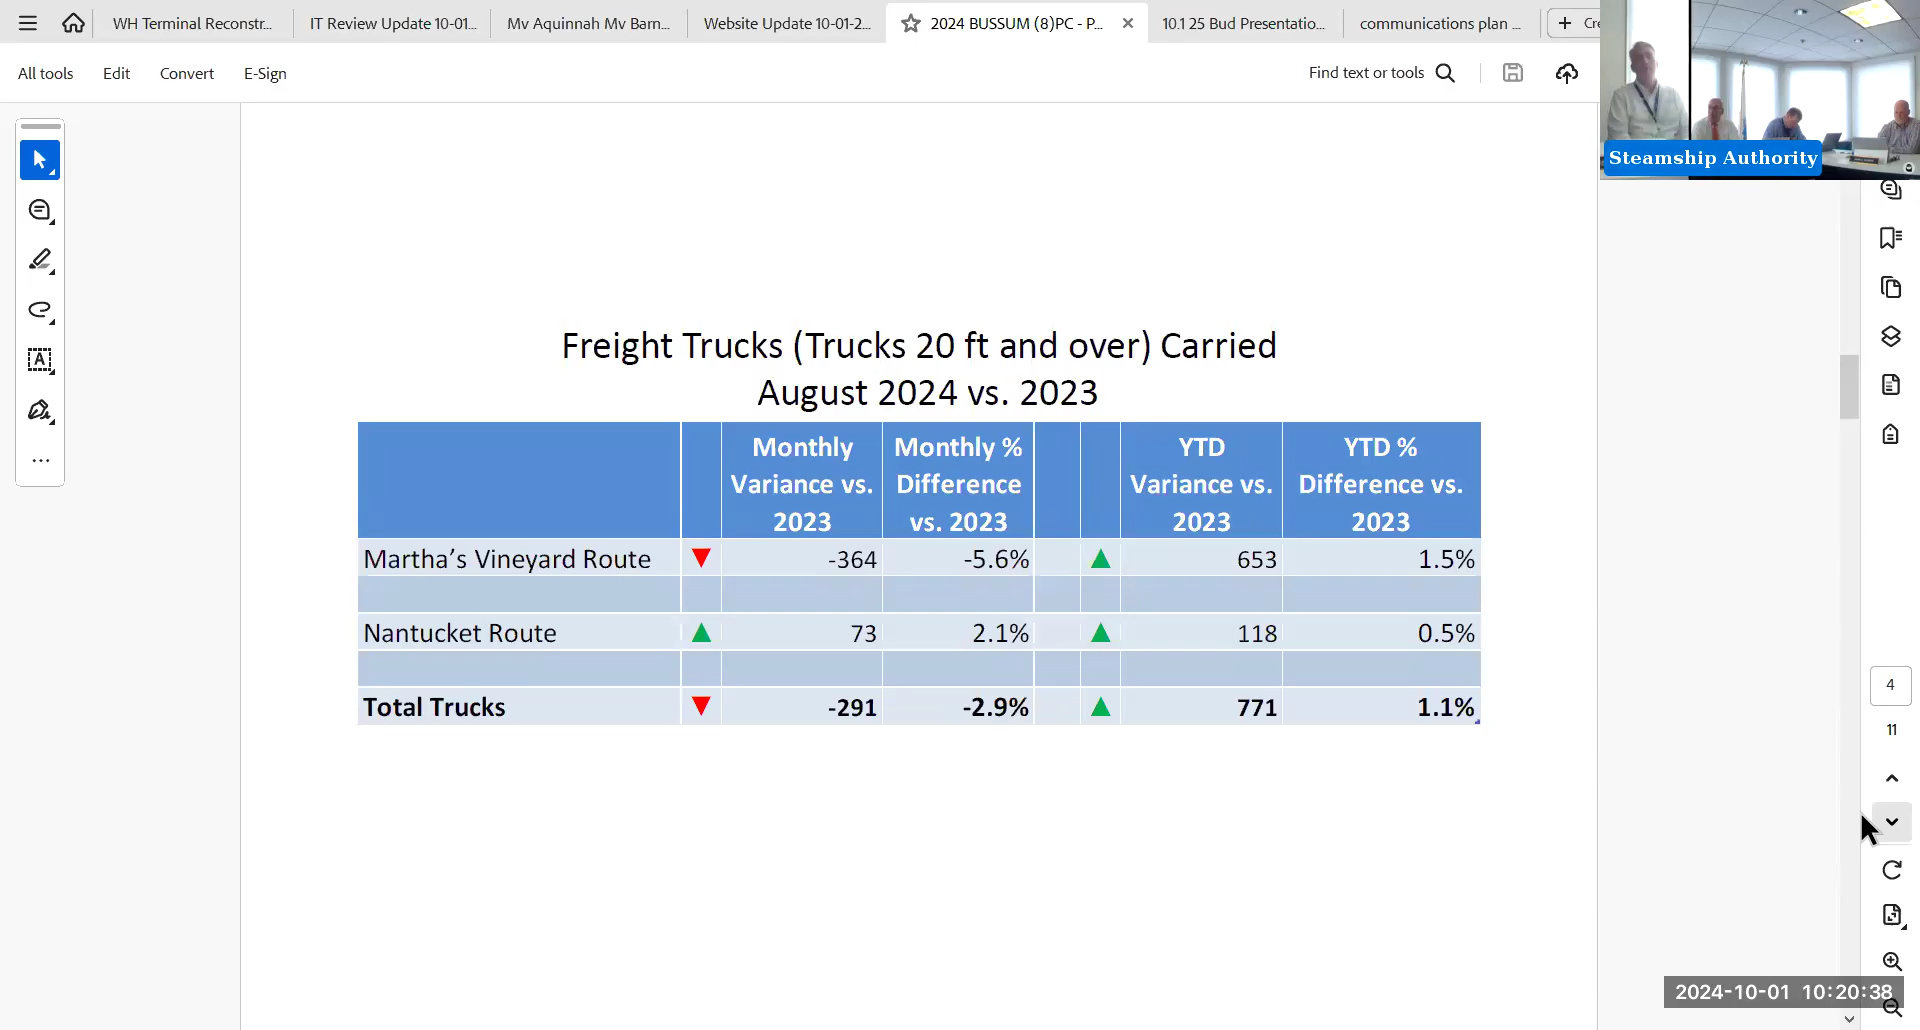 WH Terminal Reconstr...
IT Review Update 10-01...
Mv Aquinnah Mv Barn...
Website Update 10-01-2...
2024 BUSSUM (8)PC - P...
10.1 25 Bud Presentatio...
communications plan ...
All tools
Edit
Convert
E-Sign
Find text or tools
Steamship Authority
Freight Trucks (Trucks 20 ft and over) Carried
August 2024 vs. 2023
Monthly Variance vs. 2023
Monthly % Difference vs. 2023
YTD Variance vs. 2023
YTD % Difference vs. 2023
Martha’s Vineyard Route -364 -5.6% 653 1.5%
Nantucket Route 73 2.1% 118 0.5%
Total Trucks -291 -2.9% 771 1.1%
4
11
2024-10-01 10:20:38